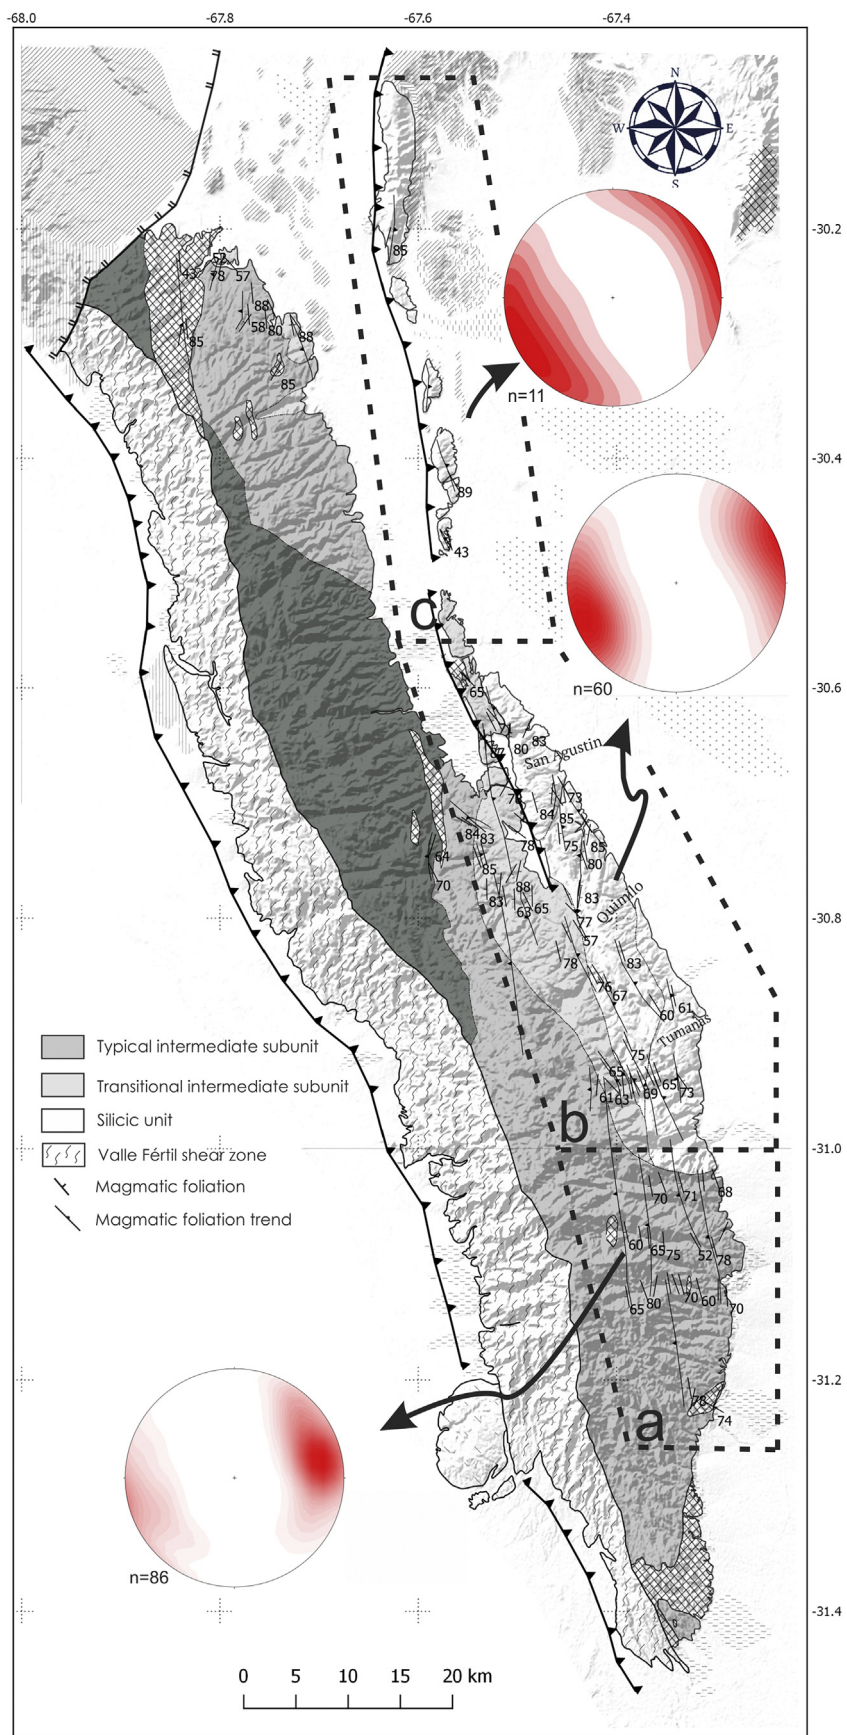 -68.0 -67.8 -67.6 -67.4
N
W E
S
-30.2
85
52
43 78 57
88
58 80 88
85
85
n=11
-30.4
89
43
c
n=60
-30.6
65
71
80 83
San Agustin
78
73
84 85
84 83
78 75 85
80
64 85
70 88
83 63 65
83
Quimilo
77
-30.8
57
78 83
76
67
60 61
Tumanas
75
65 65
61 63 69 73
b
-31.0
Typical intermediate subunit
Transitional intermediate subunit
Silicic unit
Valle Fértil shear zone
Magmatic foliation
Magmatic foliation trend
70 71 68
60 65 75 52 78
65 80 70 60 70
-31.2
78
74
a
n=86
-31.4
0 5 10 15 20 km